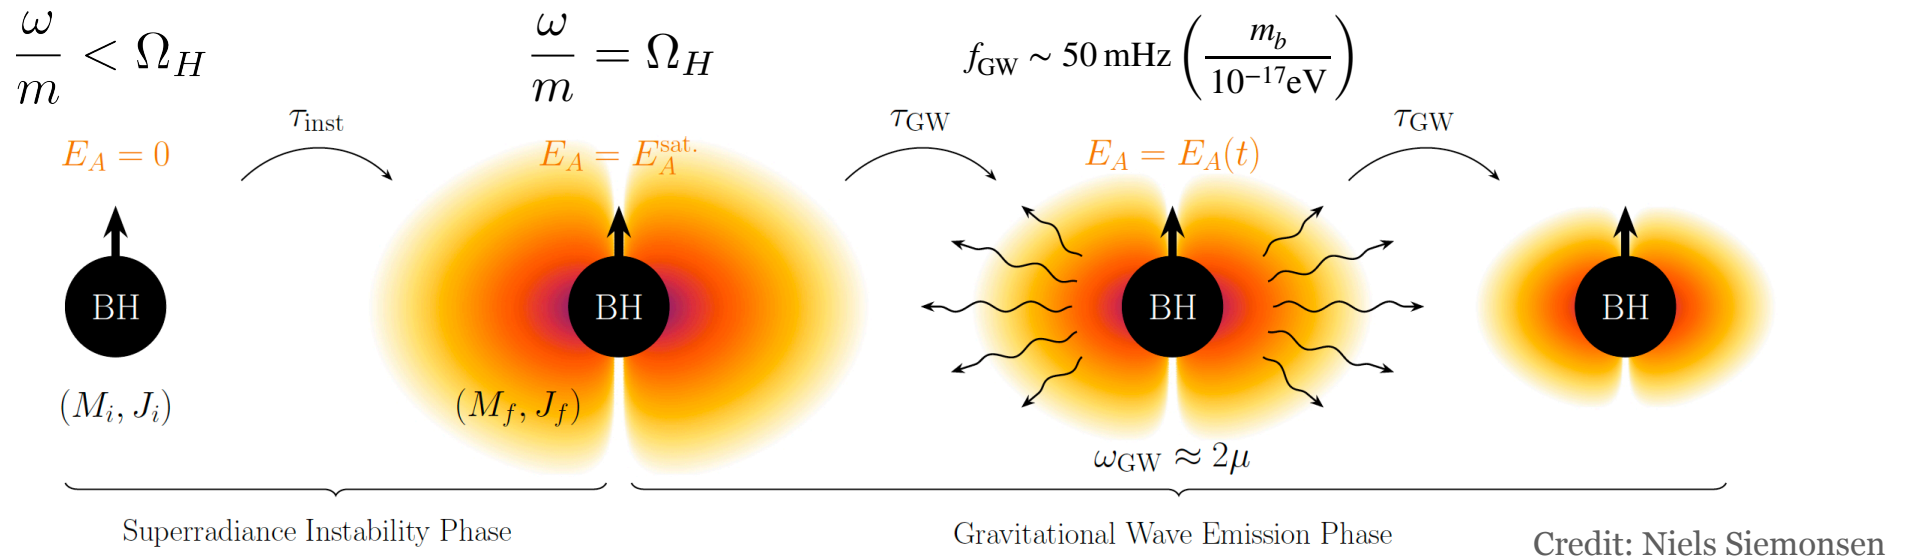 ω/m < Ω_H
ω/m = Ω_H
f_GW ∼ 50 mHz (m_b / 10^{-17}eV)
τ_inst
τ_GW
τ_GW
E_A = 0
E_A = E_A^{sat.}
E_A = E_A(t)
BH
BH
BH
BH
(M_i, J_i)
(M_f, J_f)
ω_GW ≈ 2μ
Superradiance Instability Phase
Gravitational Wave Emission Phase
Credit: Niels Siemonsen